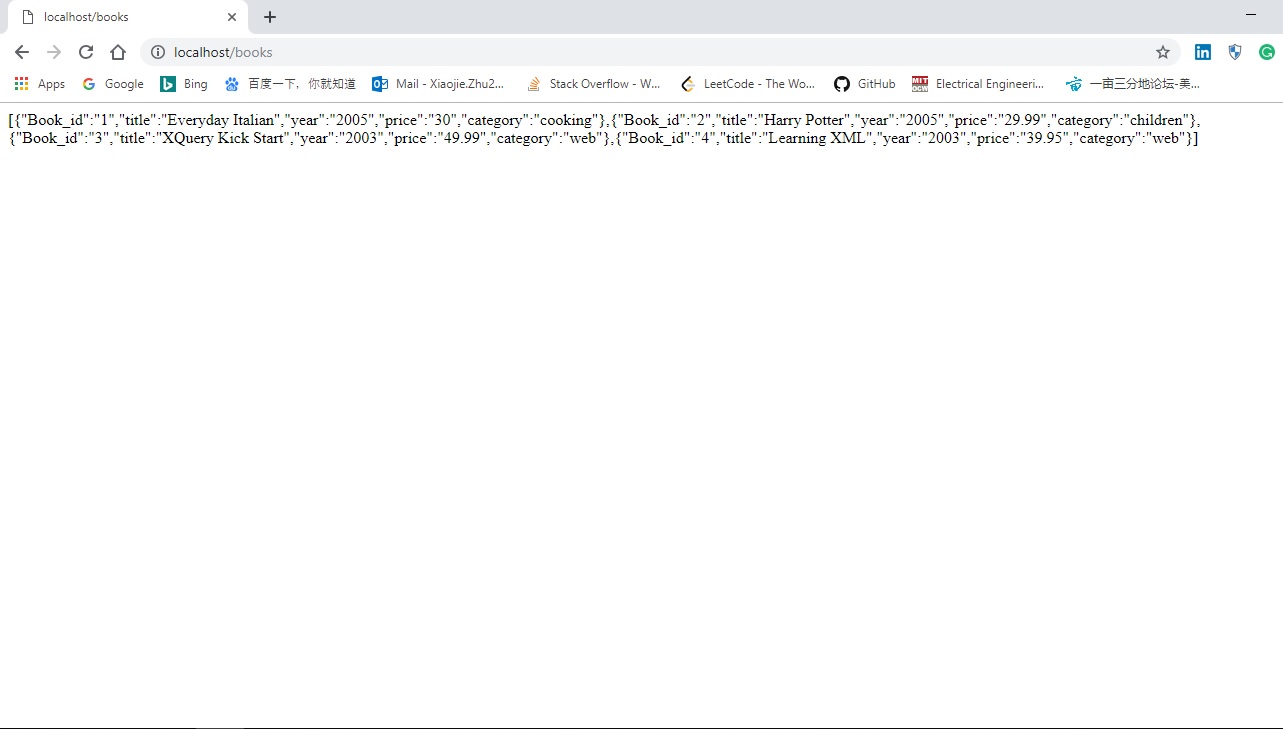 localhost/books
localhost/books
Apps Google Bing 百度一下，你就知道 Mail - Xiaojie.Zhu2... Stack Overflow - W... LeetCode - The Wo... GitHub MIT OCW Electrical Engineeri... 一亩三分地论坛-美...
[{"Book_id":"1","title":"Everyday Italian","year":"2005","price":"30","category":"cooking"},{"Book_id":"2","title":"Harry Potter","year":"2005","price":"29.99","category":"children"},
{"Book_id":"3","title":"XQuery Kick Start","year":"2003","price":"49.99","category":"web"},{"Book_id":"4","title":"Learning XML","year":"2003","price":"39.95","category":"web"}]